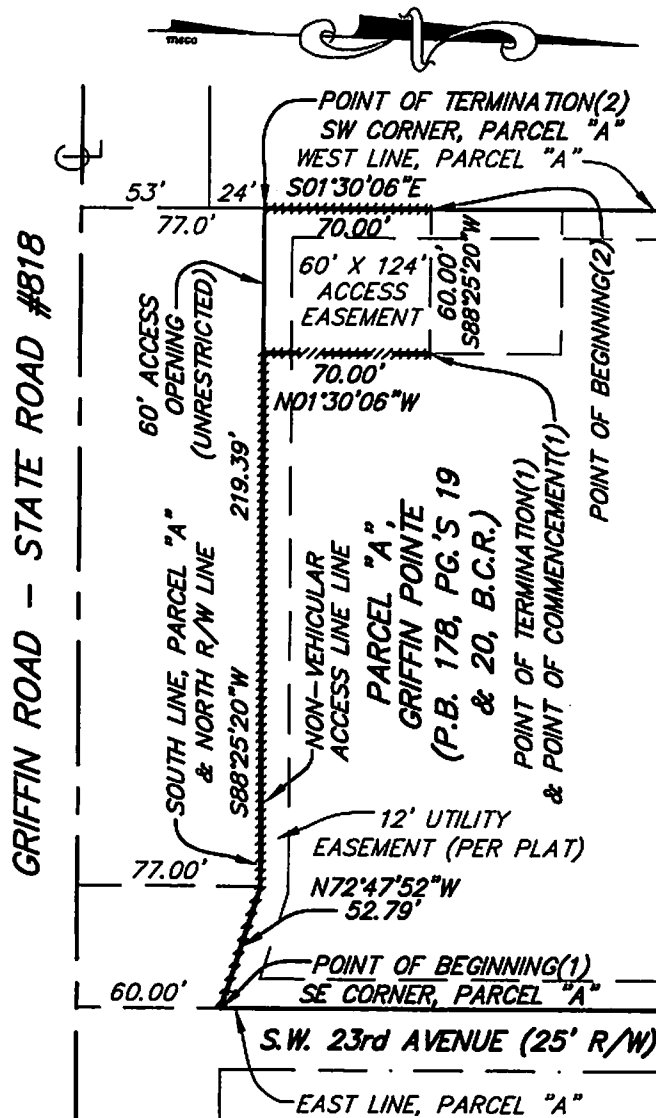 meco
POINT OF TERMINATION(2)
SW CORNER, PARCEL "A"
WEST LINE, PARCEL "A"
53'
24'
S01°30'06"E
77.0'
70.00'
60' X 124'
ACCESS
EASEMENT
60.00'
S88°25'20"W
POINT OF BEGINNING(2)
60' ACCESS
OPENING
(UNRESTRICTED)
70.00'
N01°30'06"W
219.39'
GRIFFIN ROAD - STATE ROAD #818
SOUTH LINE, PARCEL "A"
& NORTH R/W LINE
S88°25'20"W
NON-VEHICULAR
ACCESS LINE LINE
PARCEL "A",
GRIFFIN POINTE
(P.B. 178, PG.'S 19
& 20, B.C.R.)
POINT OF TERMINATION(1)
& POINT OF COMMENCEMENT(1)
12' UTILITY
EASEMENT (PER PLAT)
77.00'
N72°47'52"W
52.79'
POINT OF BEGINNING(1)
60.00'
SE CORNER, PARCEL "A"
S.W. 23rd AVENUE (25' R/W)
EAST LINE, PARCEL "A"